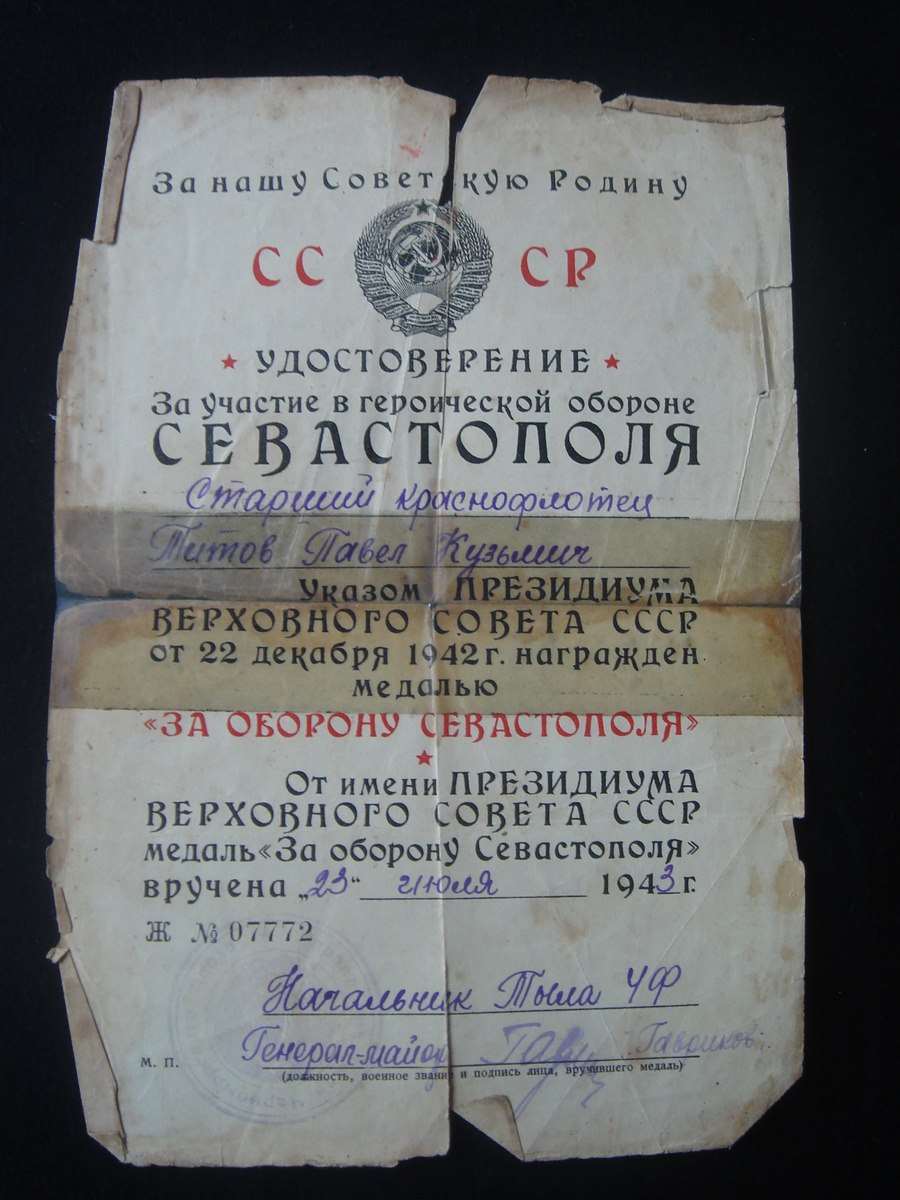 За нашу Советскую Родину
СССР
УДОСТОВЕРЕНИЕ
За участие в героической обороне
СЕВАСТОПОЛЯ
Старший краснофлотец
Титов Павел Кузьмич
Указом ПРЕЗИДИУМА
ВЕРХОВНОГО СОВЕТА СССР
от 22 декабря 1942 г. награжден
медалью
«ЗА ОБОРОНУ СЕВАСТОПОЛЯ»
От имени ПРЕЗИДИУМА
ВЕРХОВНОГО СОВЕТА СССР
медаль «За оборону Севастополя»
вручена „23“ июля 1943 г.
Ж № 07772
Начальник Тыла ЧФ
Генерал-майор Гавриков
м. п.
(должность, военное звание и подпись лица, вручившего медаль)